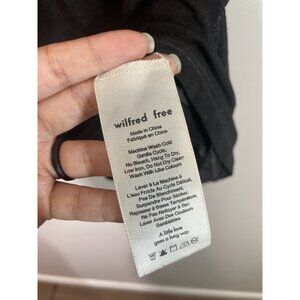 wilfred free
Made in China
Fabriqué en Chine
Machine Wash Cold
Gentle Cycle,
No Bleach, Hang To Dry,
Low Iron, Do Not Dry Clean
Wash With Like Colours
Laver À La Machine À
L'eau Froide Au Cycle Délicat,
Pas De Blanchiment,
Suspendre Pour Sécher,
Repasser à Basse Température,
Ne Pas Nettoyer à Sec
Laver Avec Des Couleurs
Semblables
A little love
goes a long way.